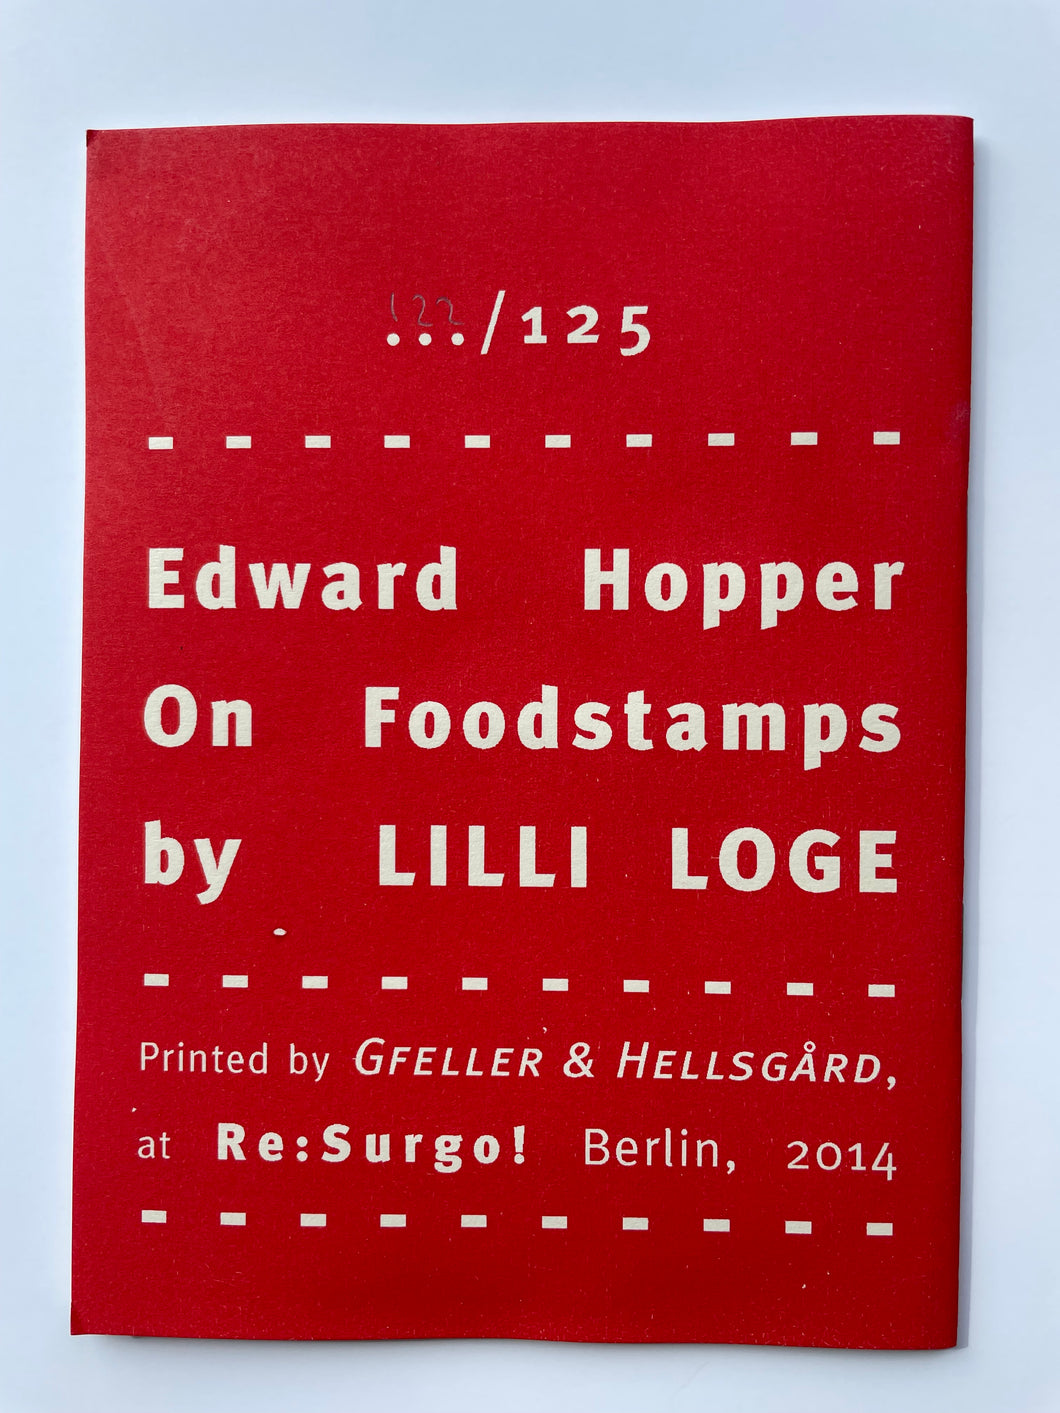 122
.../125
Edward Hopper
On Foodstamps
by LILLI LOGE
Printed by GFELLER & HELLSGÅRD,
at Re:Surgo! Berlin, 2014